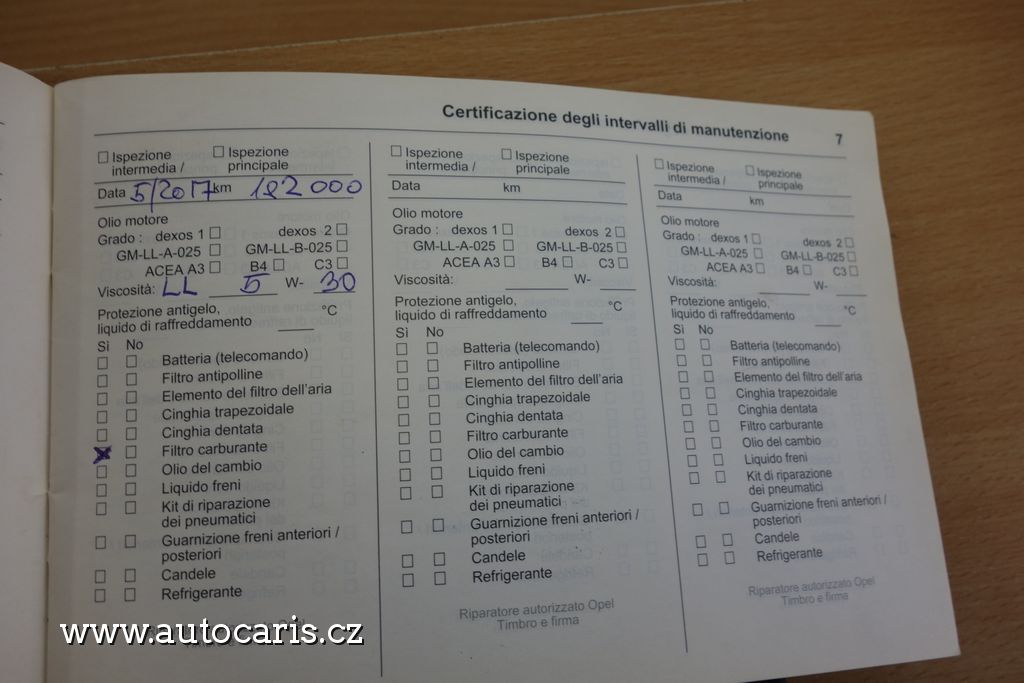 Certificazione degli intervalli di manutenzione 7
☐ Ispezione intermedia / ☐ Ispezione principale
Data 5/2017 km 182 000
Olio motore
Grado : dexos 1 ☐ dexos 2 ☐
GM-LL-A-025 ☐ GM-LL-B-025 ☐
ACEA A3 ☐ B4 ☐ C3 ☐
Viscosità: LL 5 W- 30
Protezione antigelo,
liquido di raffreddamento °C
Sì No
☐ ☐ Batteria (telecomando)
☐ ☐ Filtro antipolline
☐ ☐ Elemento del filtro dell'aria
☐ ☐ Cinghia trapezoidale
☐ ☐ Cinghia dentata
☒ ☐ Filtro carburante
☐ ☐ Olio del cambio
☐ ☐ Liquido freni
☐ ☐ Kit di riparazione
dei pneumatici
☐ ☐ Guarnizione freni anteriori /
posteriori
☐ ☐ Candele
☐ ☐ Refrigerante
☐ Ispezione intermedia / ☐ Ispezione principale
Data km
Olio motore
Grado : dexos 1 ☐ dexos 2 ☐
GM-LL-A-025 ☐ GM-LL-B-025 ☐
ACEA A3 ☐ B4 ☐ C3 ☐
Viscosità: W-
Protezione antigelo,
liquido di raffreddamento °C
Sì No
☐ ☐ Batteria (telecomando)
☐ ☐ Filtro antipolline
☐ ☐ Elemento del filtro dell'aria
☐ ☐ Cinghia trapezoidale
☐ ☐ Cinghia dentata
☐ ☐ Filtro carburante
☐ ☐ Olio del cambio
☐ ☐ Liquido freni
☐ ☐ Kit di riparazione
dei pneumatici
☐ ☐ Guarnizione freni anteriori /
posteriori
☐ ☐ Candele
☐ ☐ Refrigerante
Riparatore autorizzato Opel
Timbro e firma
☐ Ispezione intermedia / ☐ Ispezione principale
Data km
Olio motore
Grado : dexos 1 ☐ dexos 2 ☐
GM-LL-A-025 ☐ GM-LL-B-025 ☐
ACEA A3 ☐ B4 ☐ C3 ☐
Viscosità: W-
Protezione antigelo,
liquido di raffreddamento °C
Sì No
☐ ☐ Batteria (telecomando)
☐ ☐ Filtro antipolline
☐ ☐ Elemento del filtro dell'aria
☐ ☐ Cinghia trapezoidale
☐ ☐ Cinghia dentata
☐ ☐ Filtro carburante
☐ ☐ Olio del cambio
☐ ☐ Liquido freni
☐ ☐ Kit di riparazione
dei pneumatici
☐ ☐ Guarnizione freni anteriori /
posteriori
☐ ☐ Candele
☐ ☐ Refrigerante
Riparatore autorizzato Opel
Timbro e firma
www.autocaris.cz